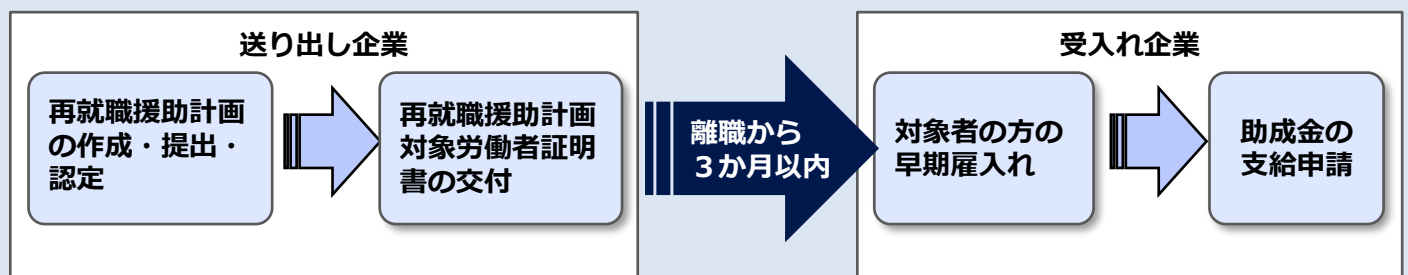 送り出し企業
再就職援助計画
の作成・提出・
認定
再就職援助計画
対象労働者証明
書の交付
離職から
３か月以内
受入れ企業
対象者の方の
早期雇入れ
助成金の
支給申請